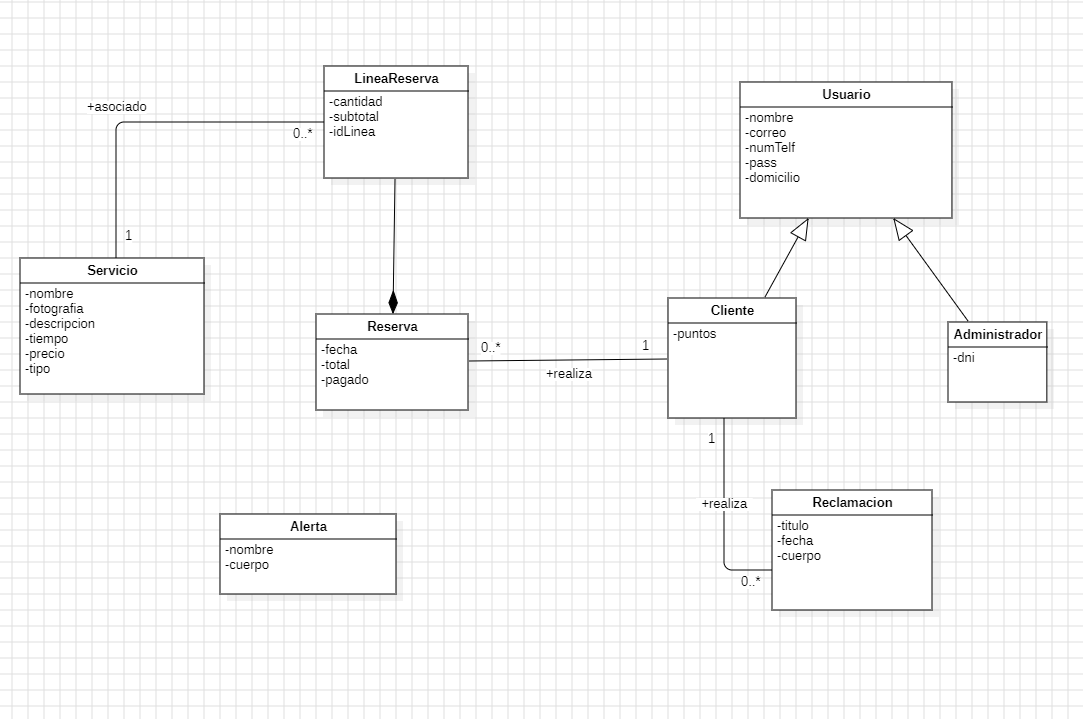 LineaReserva
-cantidad
-subtotal
-idLinea
+asociado
0..*
1
Servicio
-nombre
-fotografia
-descripcion
-tiempo
-precio
-tipo
Reserva
-fecha
-total
-pagado
0..*
1
+realiza
Usuario
-nombre
-correo
-numTelf
-pass
-domicilio
Cliente
-puntos
Administrador
-dni
1
+realiza
0..*
Reclamacion
-titulo
-fecha
-cuerpo
Alerta
-nombre
-cuerpo